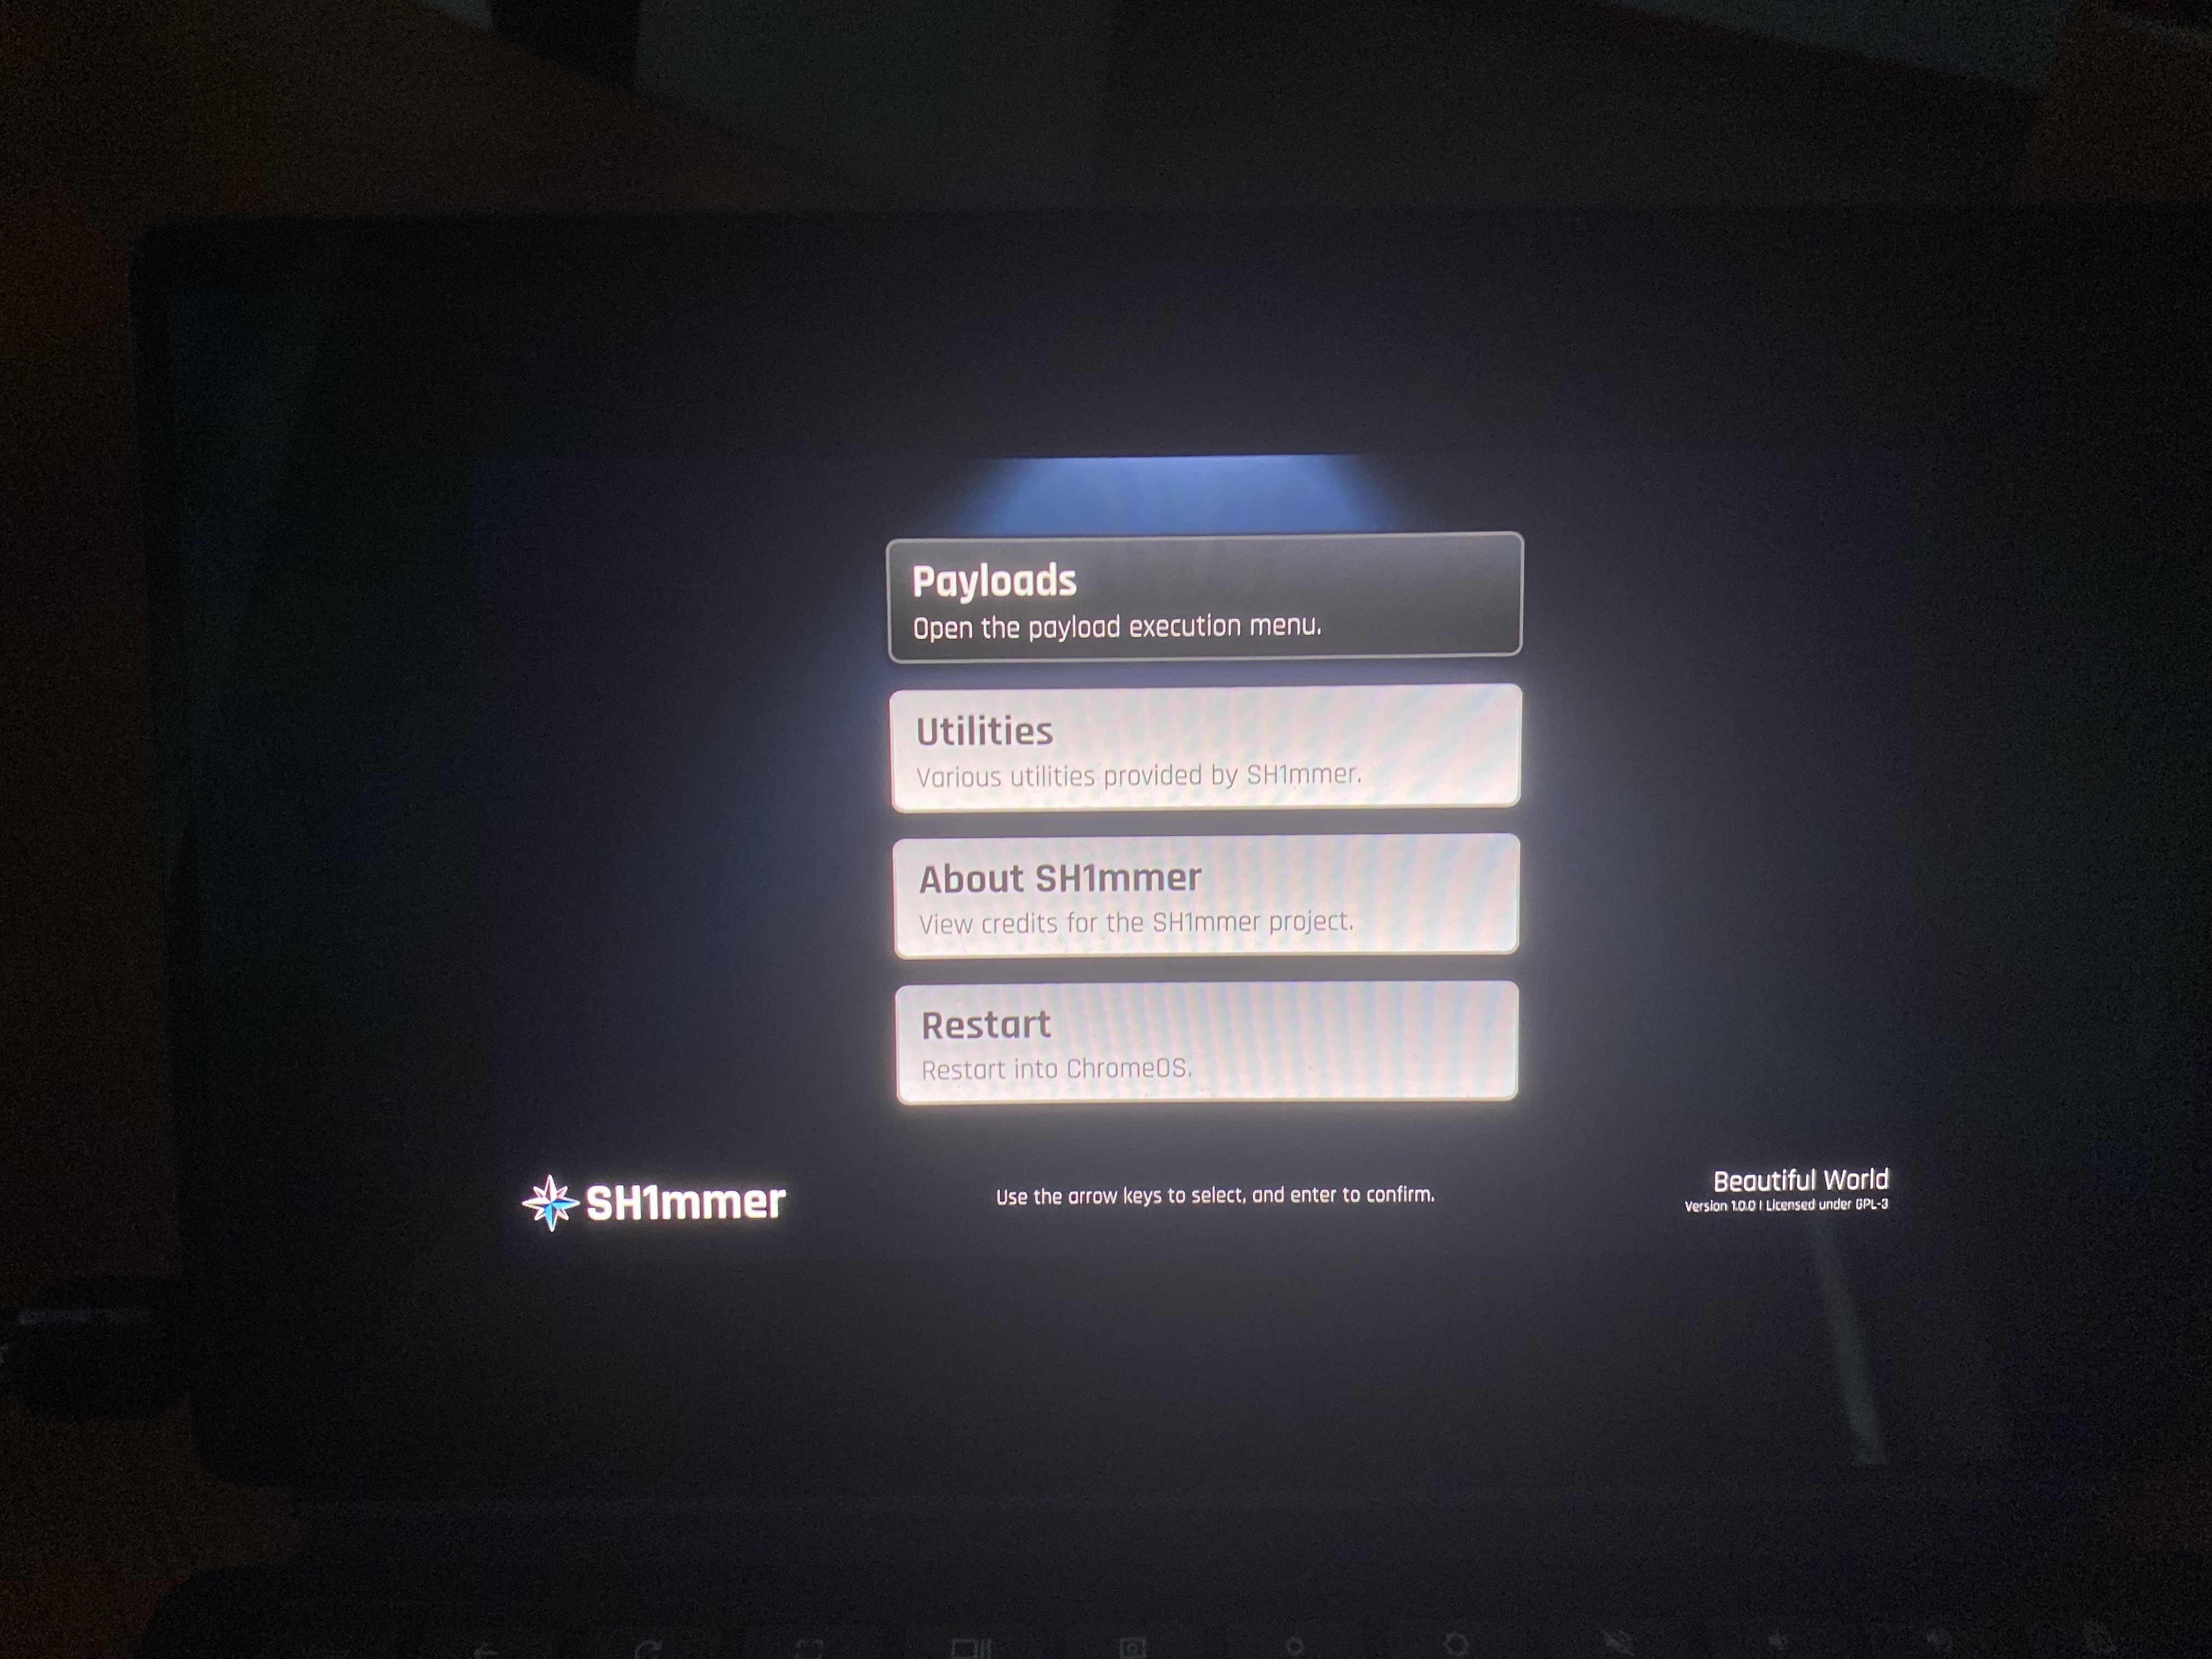 Payloads
Open the payload execution menu.
Utilities
Various utilities provided by SH1mmer.
About SH1mmer
View credits for the SH1mmer project.
Restart
Restart into ChromeOS.
SH1mmer
Use the arrow keys to select, and enter to confirm.
Beautiful World
Version 1.0.0 | Licensed under GPL-3